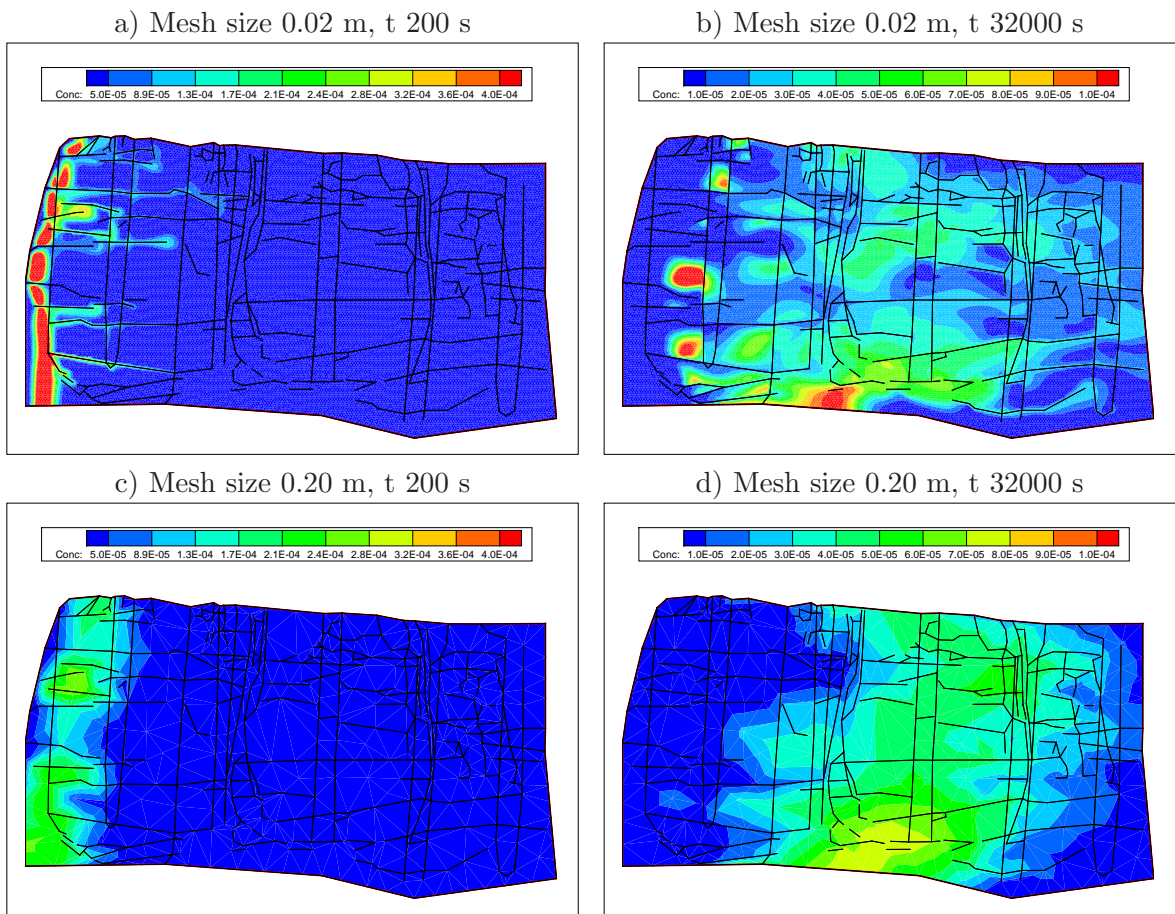 a) Mesh size 0.02 m, t 200 s
b) Mesh size 0.02 m, t 32000 s
Conc: 5.0E-05 8.9E-05 1.3E-04 1.7E-04 2.1E-04 2.4E-04 2.8E-04 3.2E-04 3.6E-04 4.0E-04
Conc: 1.0E-05 2.0E-05 3.0E-05 4.0E-05 5.0E-05 6.0E-05 7.0E-05 8.0E-05 9.0E-05 1.0E-04
c) Mesh size 0.20 m, t 200 s
d) Mesh size 0.20 m, t 32000 s
Conc: 5.0E-05 8.9E-05 1.3E-04 1.7E-04 2.1E-04 2.4E-04 2.8E-04 3.2E-04 3.6E-04 4.0E-04
Conc: 1.0E-05 2.0E-05 3.0E-05 4.0E-05 5.0E-05 6.0E-05 7.0E-05 8.0E-05 9.0E-05 1.0E-04